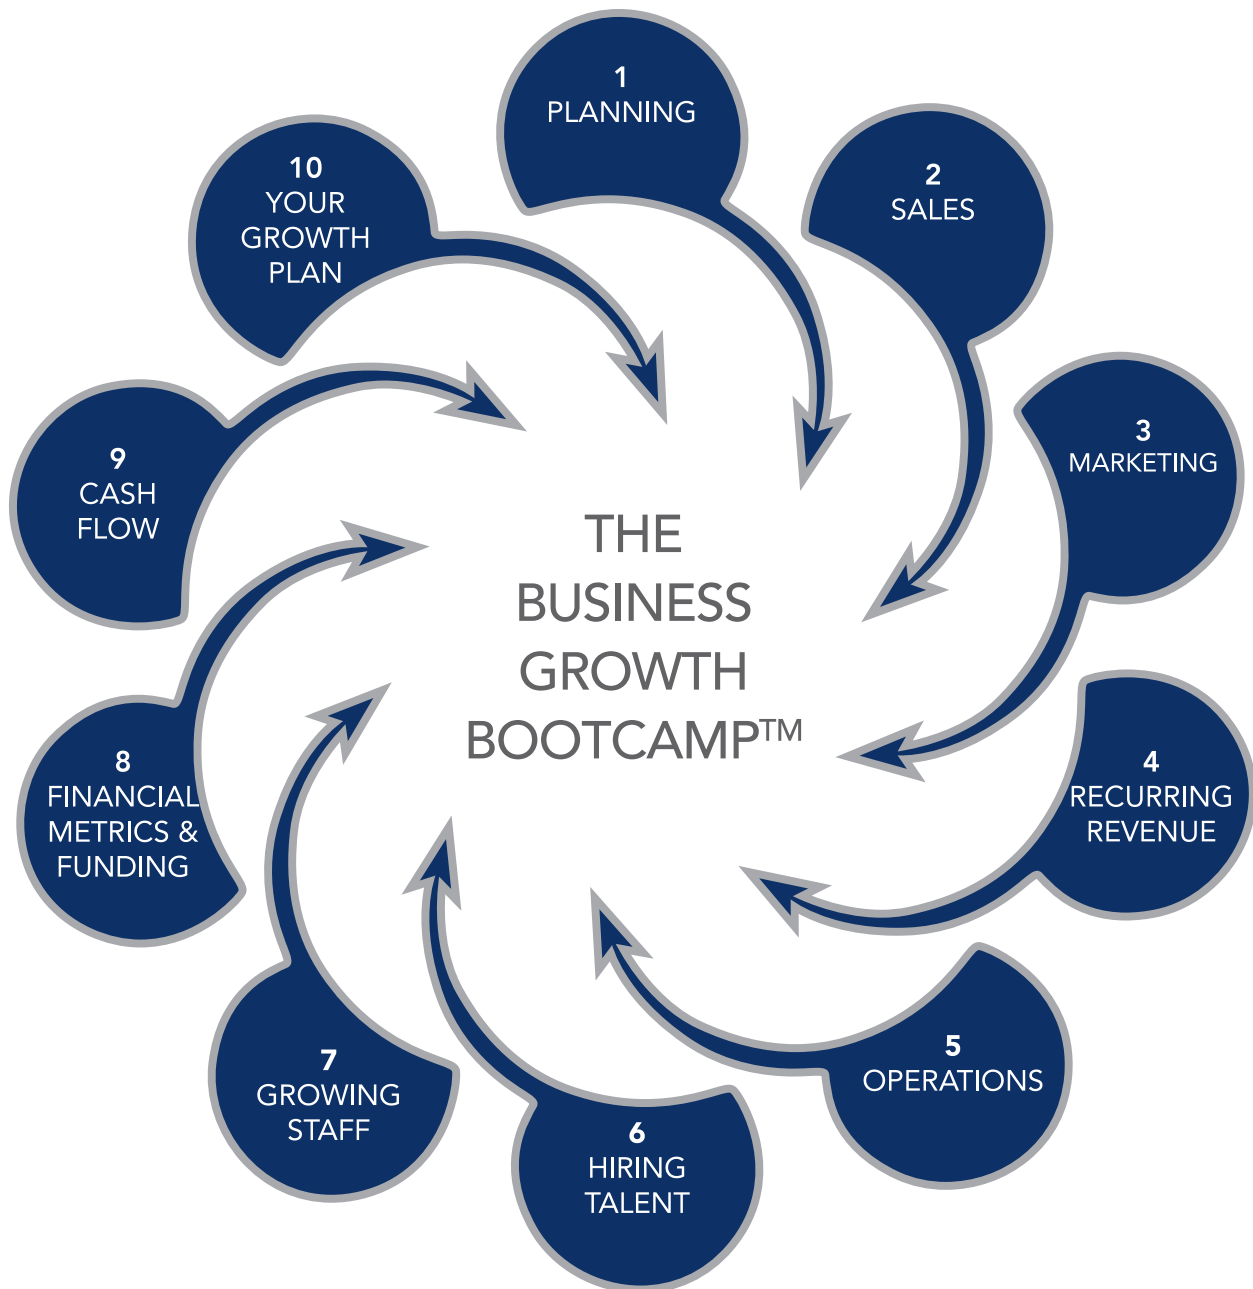 1
PLANNING
2
SALES
3
MARKETING
4
RECURRING
REVENUE
5
OPERATIONS
6
HIRING
TALENT
7
GROWING
STAFF
8
FINANCIAL
METRICS &
FUNDING
9
CASH
FLOW
10
YOUR
GROWTH
PLAN
THE
BUSINESS
GROWTH
BOOTCAMP™